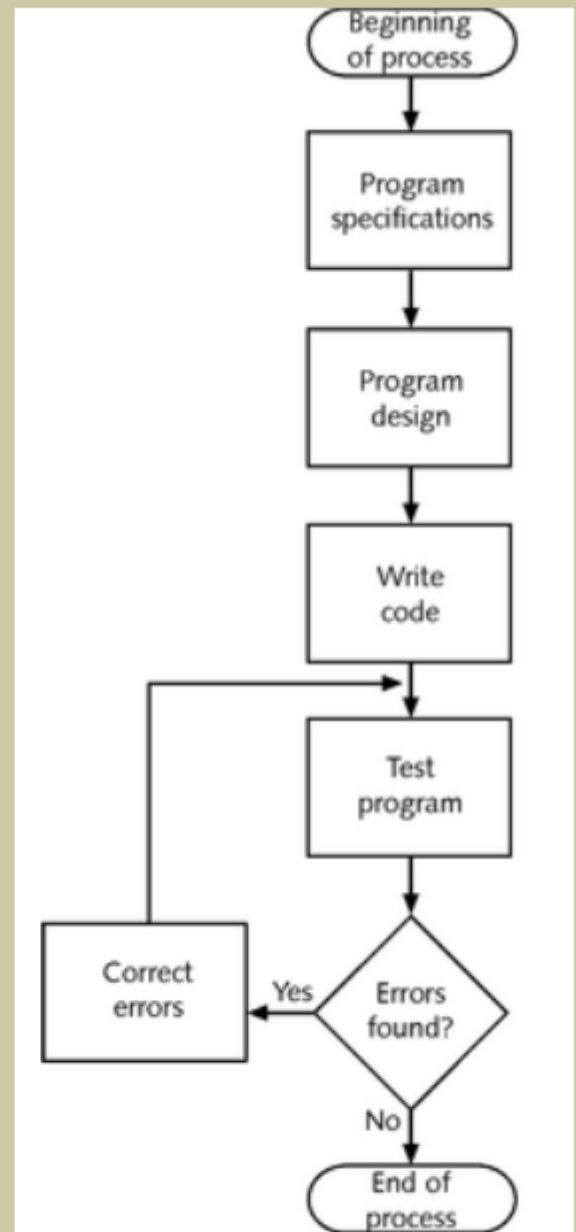 Beginning
of process
Program
specifications
Program
design
Write
code
Test
program
Correct
errors
Yes
Errors
found?
No
End of
process